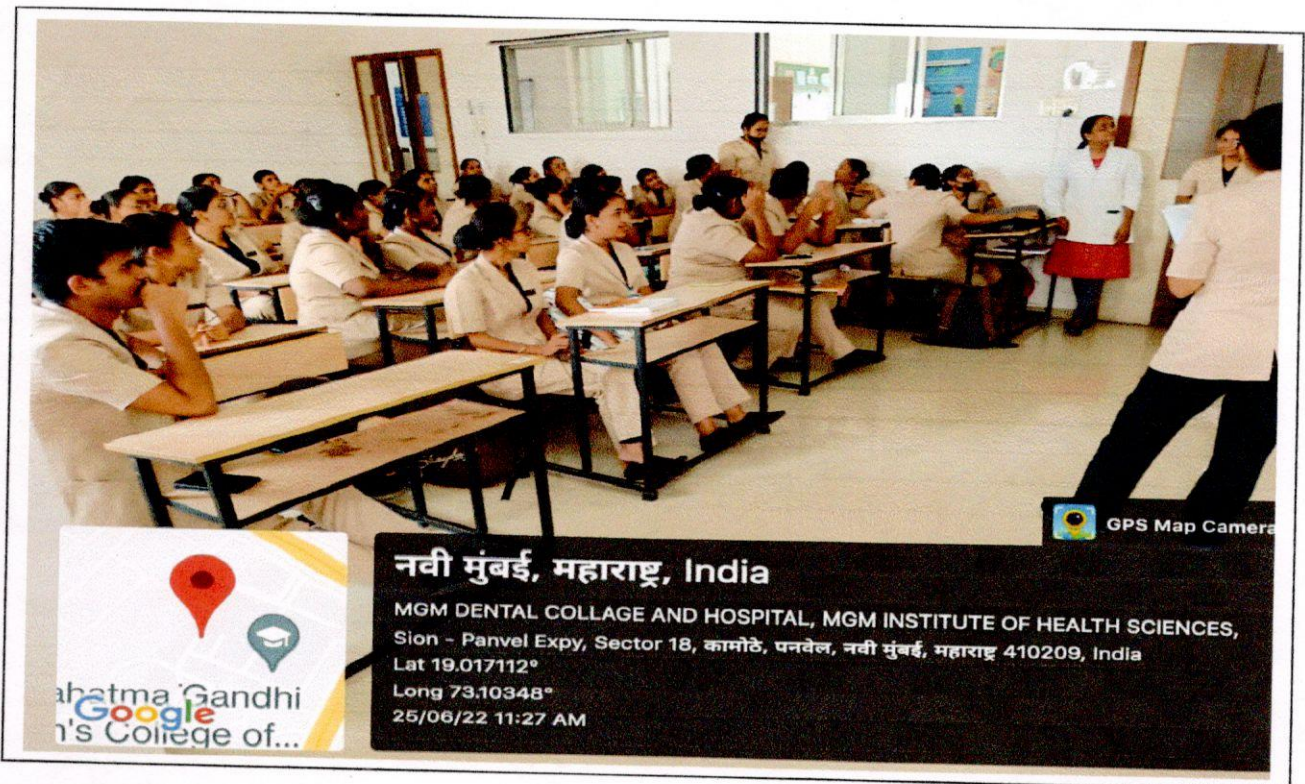 GPS Map Camera
नवी मुंबई, महाराष्ट्र, India
MGM DENTAL COLLAGE AND HOSPITAL, MGM INSTITUTE OF HEALTH SCIENCES,
Sion - Panvel Expy, Sector 18, कामोठे, पनवेल, नवी मुंबई, महाराष्ट्र 410209, India
Lat 19.017112°
Long 73.10348°
25/06/22 11:27 AM
ahatma Gandhi
Google
n's College of...